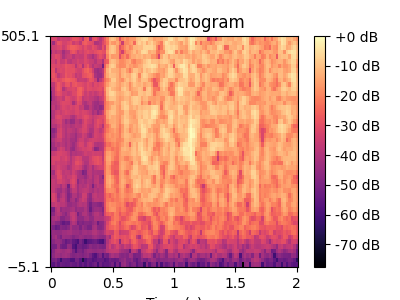 Mel Spectrogram
505.1
-5.1
0
0.5
1
1.5
2
+0 dB
-10 dB
-20 dB
-30 dB
-40 dB
-50 dB
-60 dB
-70 dB